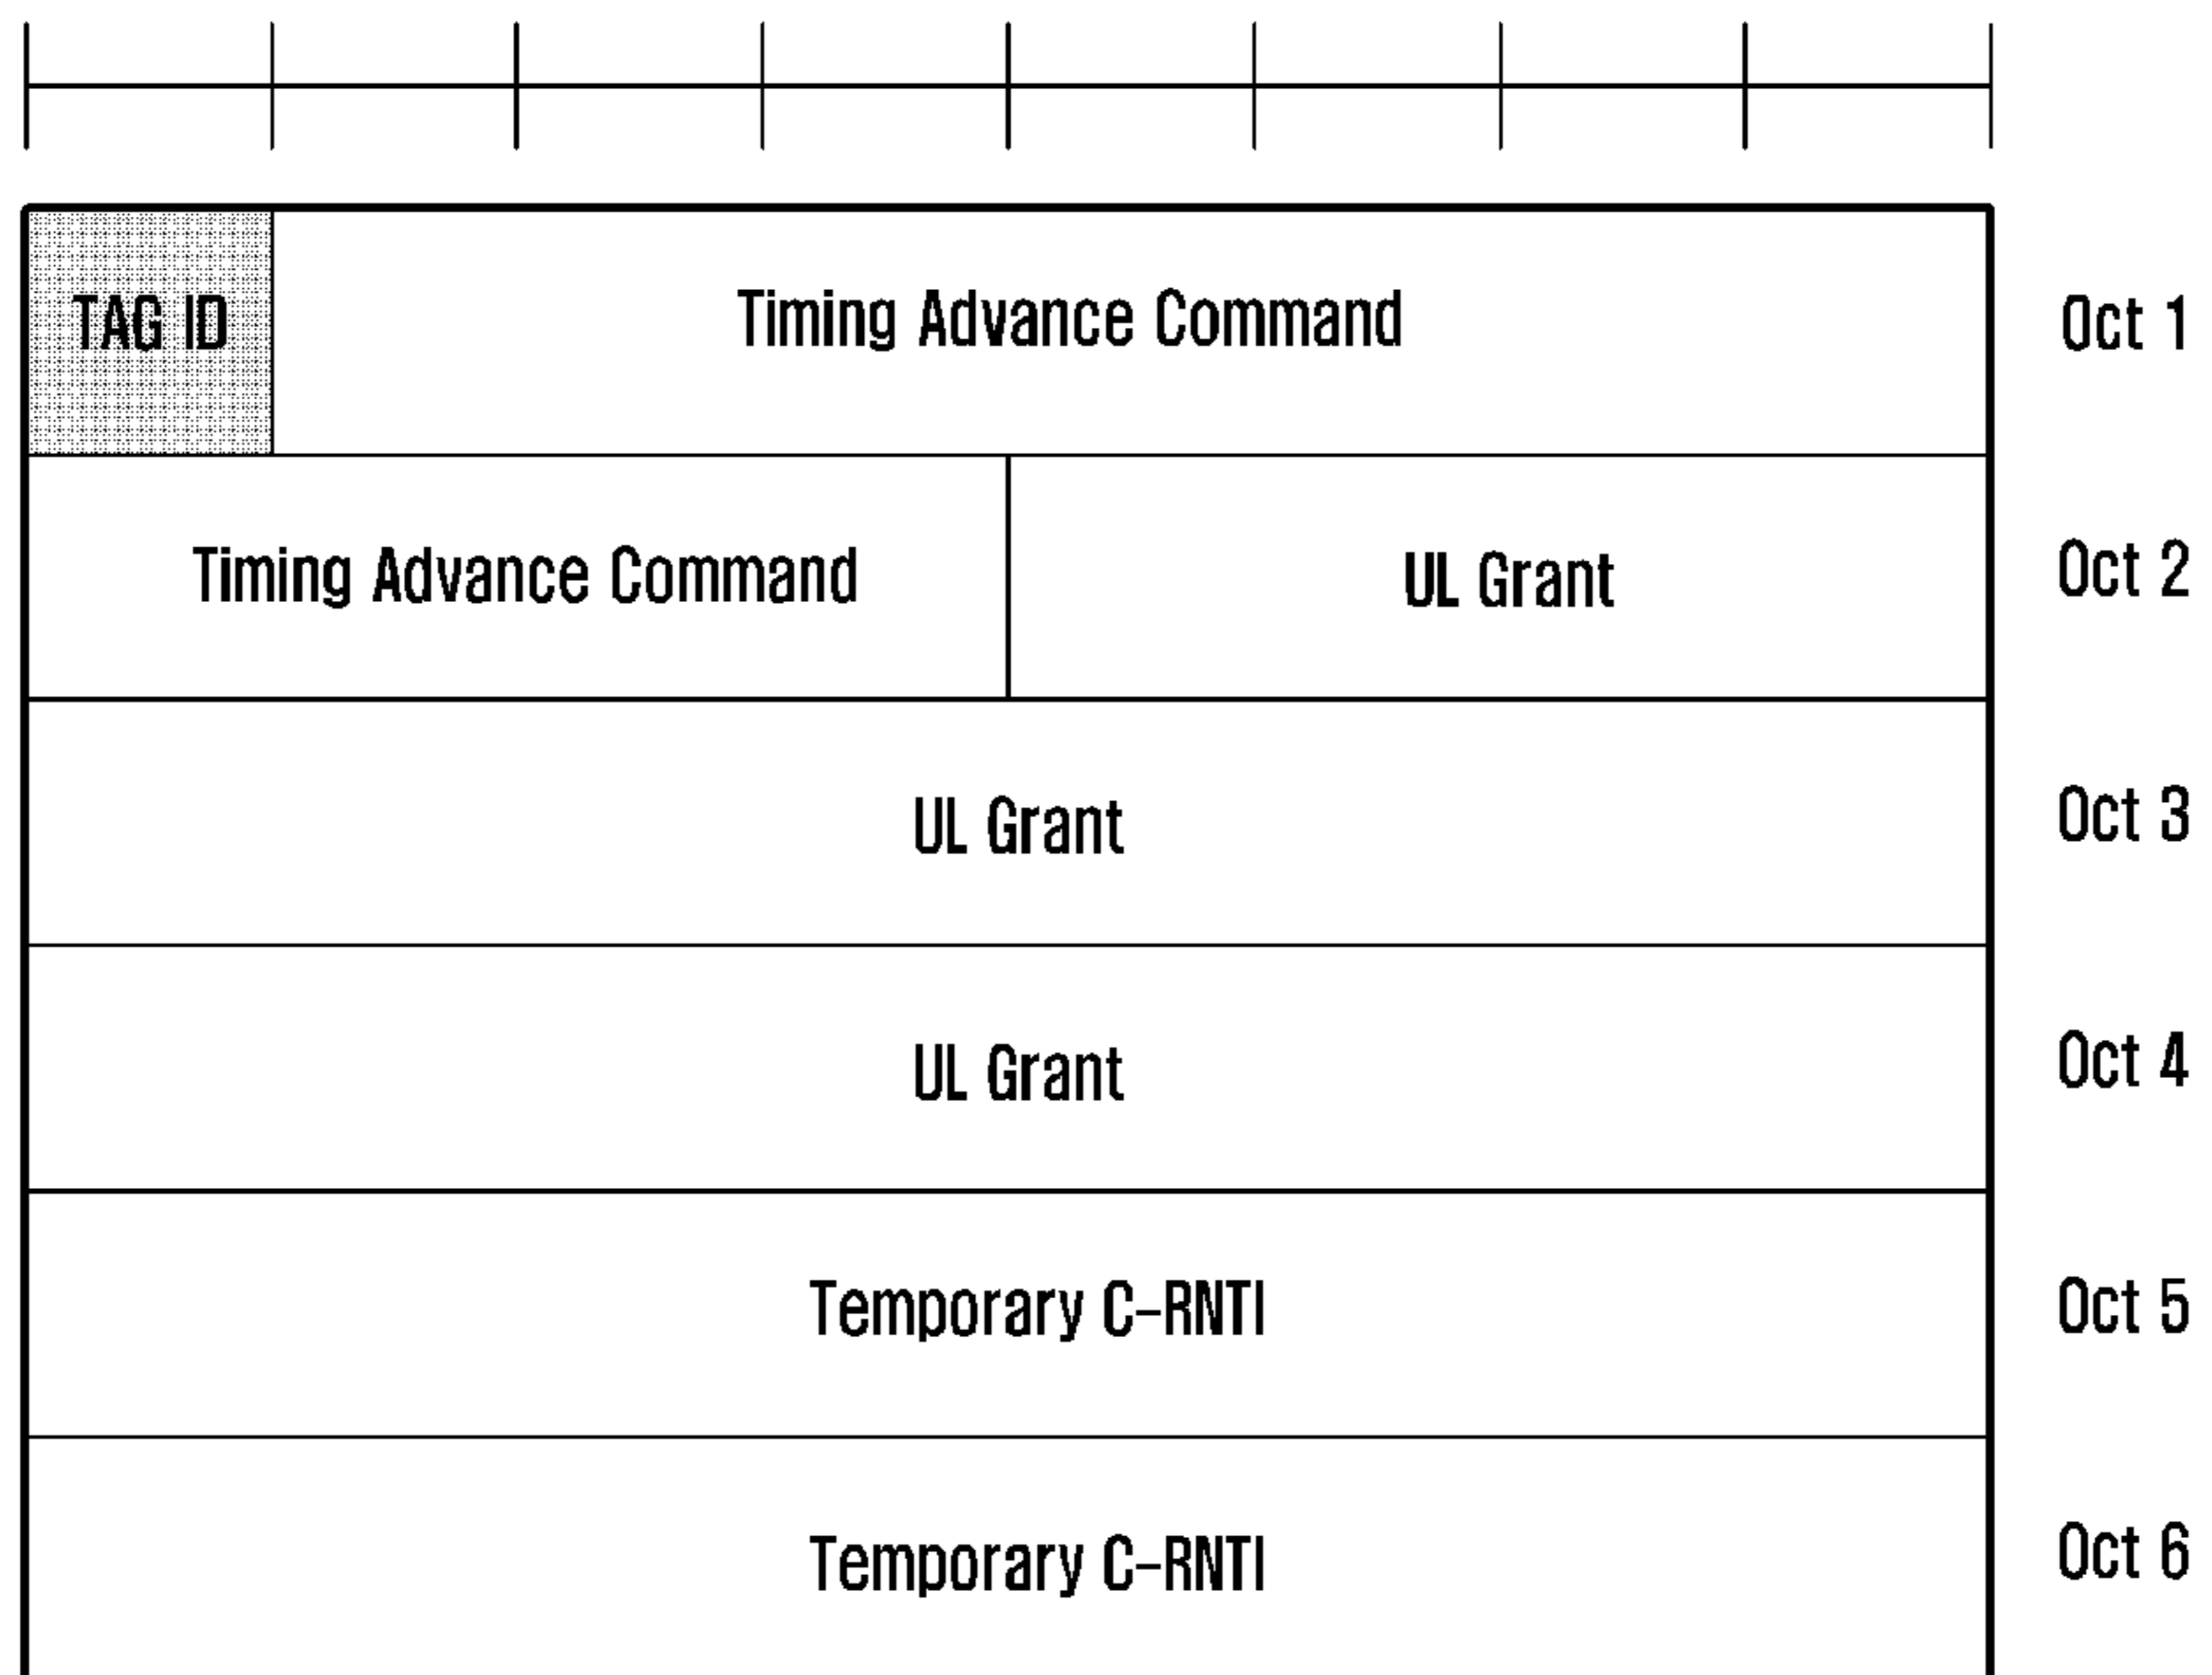 TAG ID Timing Advance Command Oct 1
Timing Advance Command UL Grant Oct 2
UL Grant Oct 3
UL Grant Oct 4
Temporary C-RNTI Oct 5
Temporary C-RNTI Oct 6